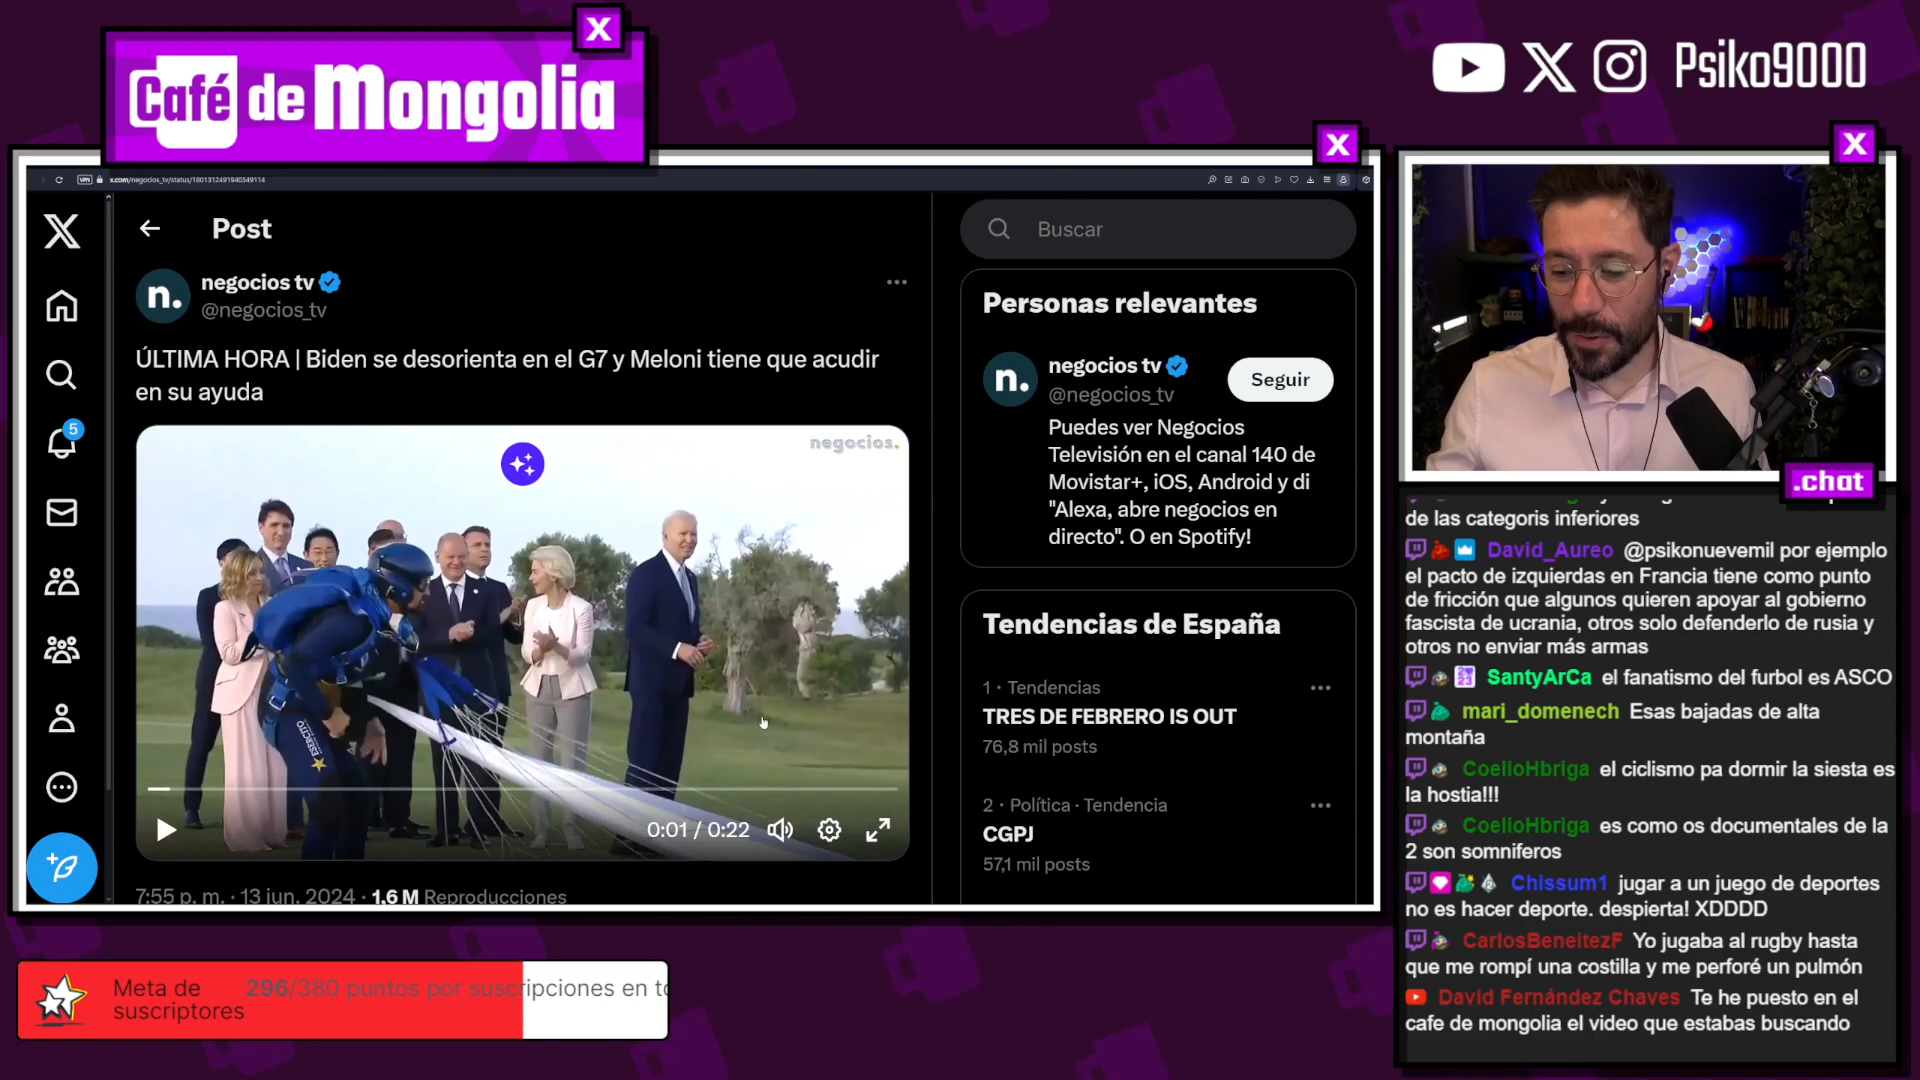 Café de Mongolia
X
Psiko9000
X
X
VPN
x.com/negocios_tv/status/1801312491940549114
Post
Buscar
n.
negocios tv
@negocios_tv
ÚLTIMA HORA | Biden se desorienta en el G7 y Meloni tiene que acudir
en su ayuda
negocios.
ESERCITO
0:01 / 0:22
7:55 p. m. · 13 jun. 2024 · 1,6 M Reproducciones
5
Personas relevantes
n.
negocios tv
@negocios_tv
Seguir
Puedes ver Negocios
Televisión en el canal 140 de
Movistar+, iOS, Android y di
"Alexa, abre negocios en
directo". O en Spotify!
Tendencias de España
1 · Tendencias
TRES DE FEBRERO IS OUT
76,8 mil posts
2 · Política · Tendencia
CGPJ
57,1 mil posts
.chat
de las categoris inferiores
David_Aureo @psikonuevemil por ejemplo
el pacto de izquierdas en Francia tiene como punto
de fricción que algunos quieren apoyar al gobierno
fascista de ucrania, otros solo defenderlo de rusia y
otros no enviar más armas
SantyArCa el fanatismo del furbol es ASCO
mari_domenech Esas bajadas de alta
montaña
CoelioHbriga el ciclismo pa dormir la siesta es
la hostia!!!
CoelioHbriga es como os documentales de la
2 son somniferos
Chissum1 jugar a un juego de deportes
no es hacer deporte. despierta! XDDDD
CarlosBeneitezF Yo jugaba al rugby hasta
que me rompí una costilla y me perforé un pulmón
David Fernández Chaves Te he puesto en el
cafe de mongolia el video que estabas buscando
Meta de
suscriptores
296/380 puntos por suscripciones en to